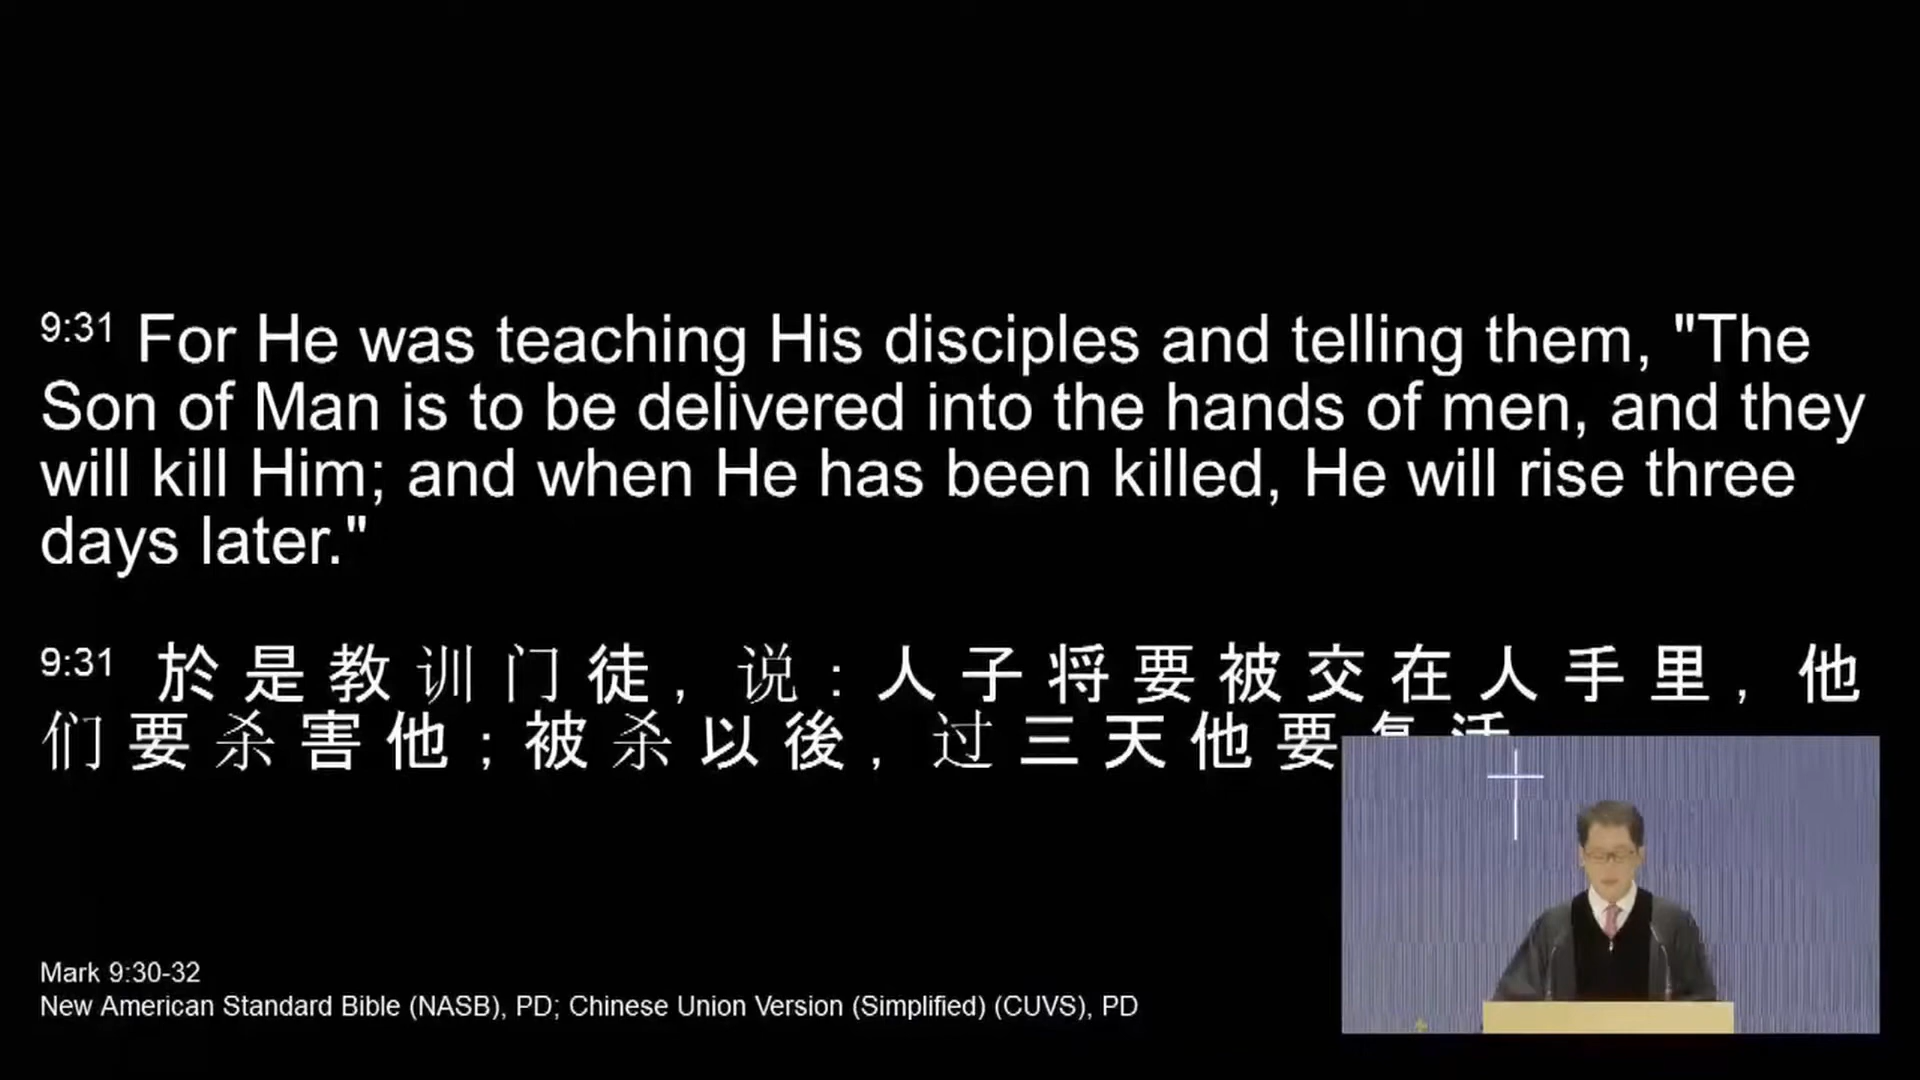 9:31 For He was teaching His disciples and telling them, "The
Son of Man is to be delivered into the hands of men, and they
will kill Him; and when He has been killed, He will rise three
days later."
9:31 於是教训门徒，说：人子将要被交在人手里，他
们要杀害他；被杀以後，过三天他要
Mark 9:30-32
New American Standard Bible (NASB), PD; Chinese Union Version (Simplified) (CUVS), PD